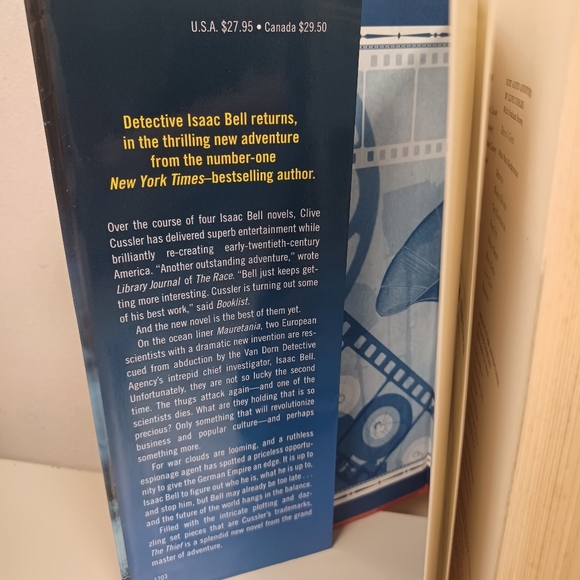 U.S.A. $27.95 • Canada $29.50
Detective Isaac Bell returns,
in the thrilling new adventure
from the number-one
New York Times–bestselling author.
Over the course of four Isaac Bell novels, Clive
Cussler has delivered superb entertainment while
brilliantly re-creating early-twentieth-century
America. “Another outstanding adventure,” wrote
Library Journal of The Race. “Bell just keeps get-
ting more interesting. Cussler is turning out some
of his best work,” said Booklist.
And the new novel is the best of them yet.
On the ocean liner Mauretania, two European
scientists with a dramatic new invention are res-
cued from abduction by the Van Dorn Detective
Agency’s intrepid chief investigator, Isaac Bell.
Unfortunately, they are not so lucky the second
time. The thugs attack again—and one of the
scientists dies. What are they holding that is so
precious? Only something that will revolutionize
business and popular culture—and perhaps
something more.
For war clouds are looming, and a ruthless
espionage agent has spotted a priceless opportu-
nity to give the German Empire an edge. It is up to
Isaac Bell to figure out who he is, what he is up to,
and stop him, but Bell may already be too late . . .
and the future of the world hangs in the balance.
Filled with the intricate plotting and daz-
zling set pieces that are Cussler’s trademarks,
The Thief is a splendid new novel from the grand
master of adventure.
1203